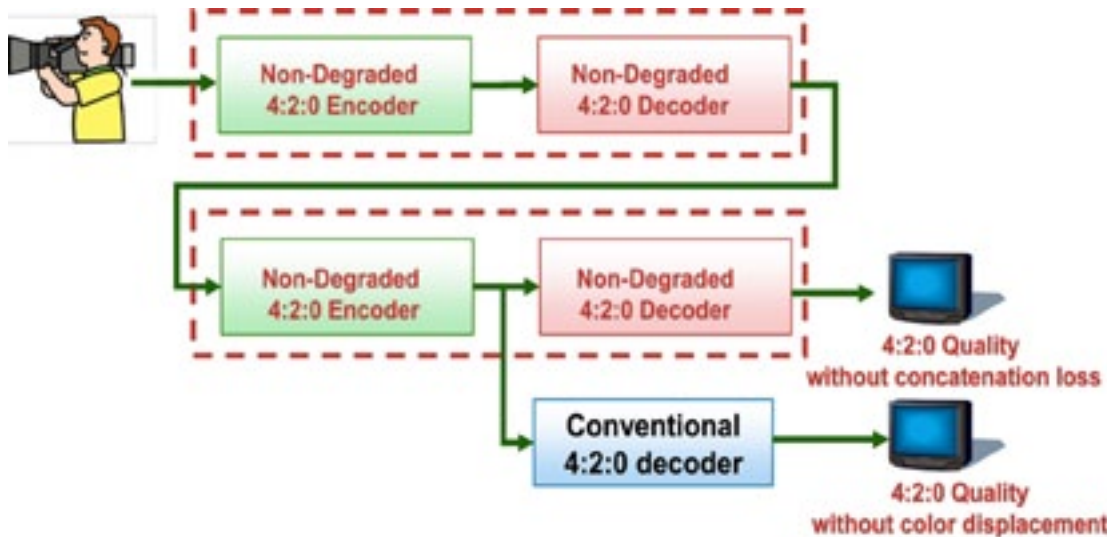 Non-Degraded
4:2:0 Encoder
Non-Degraded
4:2:0 Decoder
Non-Degraded
4:2:0 Encoder
Non-Degraded
4:2:0 Decoder
4:2:0 Quality
without concatenation loss
Conventional
4:2:0 decoder
4:2:0 Quality
without color displacement